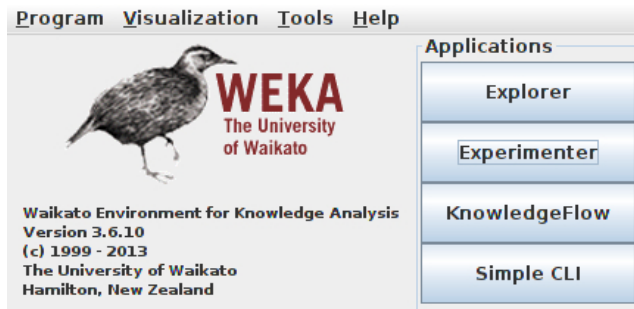 Program Visualization Tools Help
WEKA
The University
of Waikato
Waikato Environment for Knowledge Analysis
Version 3.6.10
(c) 1999 - 2013
The University of Waikato
Hamilton, New Zealand
Applications
Explorer
Experimenter
KnowledgeFlow
Simple CLI